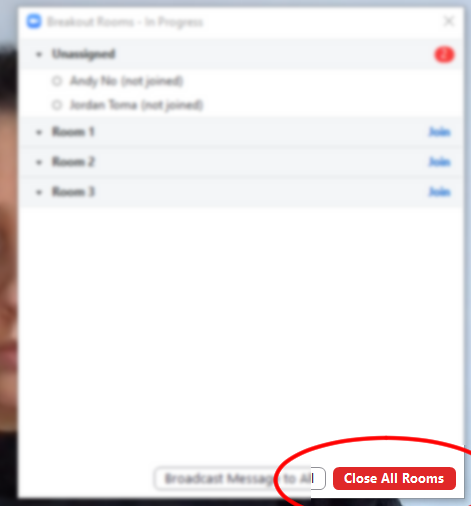 Breakout Rooms - In Progress
Unassigned 2
Andy No (not joined)
Jordan Toma (not joined)
Room 1 Join
Room 2 Join
Room 3 Join
Broadcast Message to All Close All Rooms